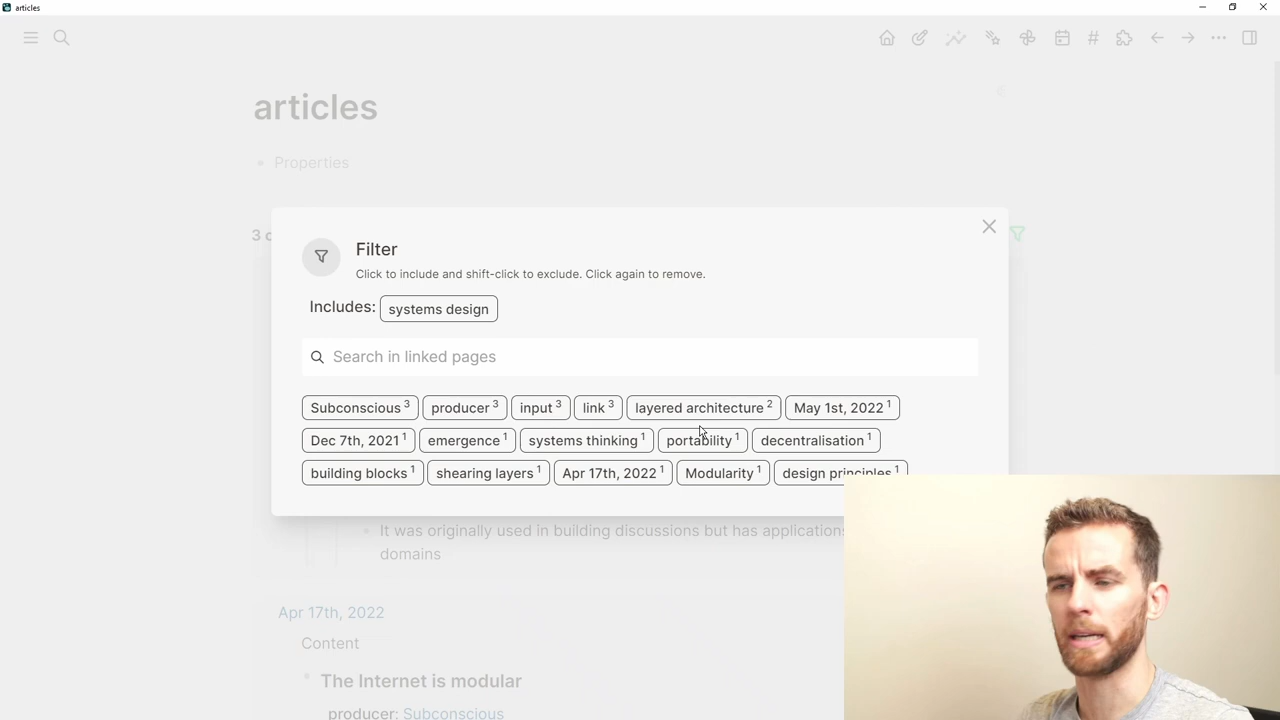 articles
articles
Properties
3
Filter
Click to include and shift-click to exclude. Click again to remove.
Includes: systems design
Search in linked pages
Subconscious 3 producer 3 input 3 link 3 layered architecture 2 May 1st, 2022 1
Dec 7th, 2021 1 emergence 1 systems thinking 1 portability 1 decentralisation 1
building blocks 1 shearing layers 1 Apr 17th, 2022 1 Modularity 1 design principles 1
It was originally used in building discussions but has applications
domains
Apr 17th, 2022
Content
The Internet is modular
producer: Subconscious